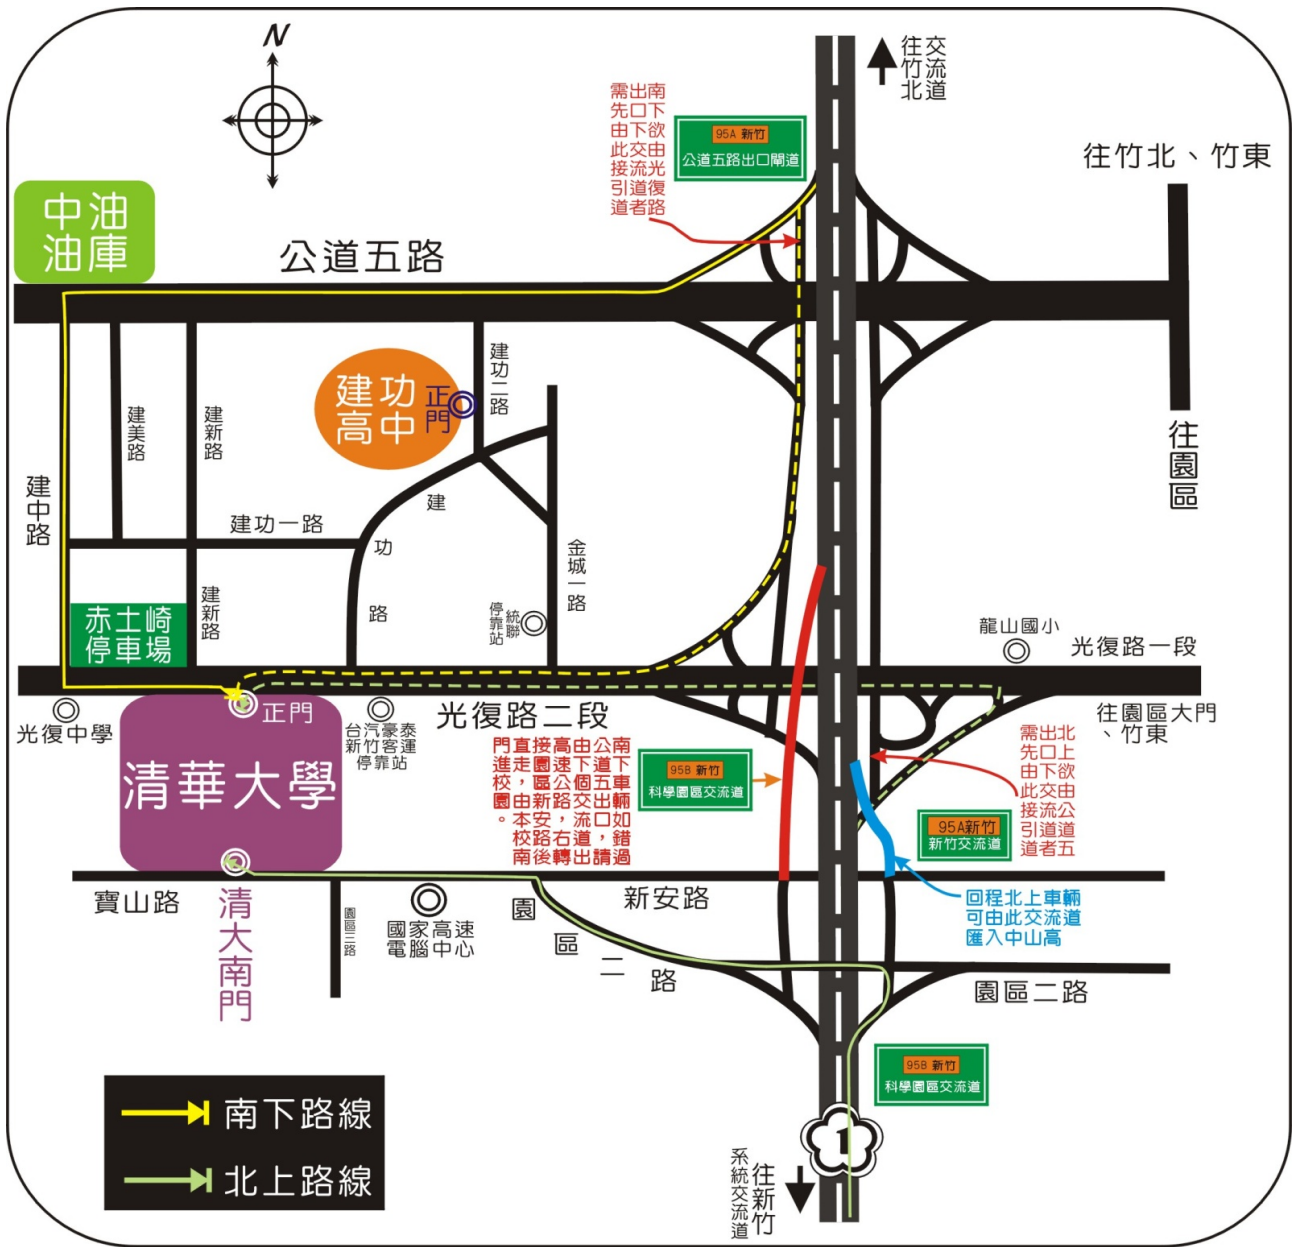 N
往竹北
交流道
南下欲由光復路
出口下交流道者
需先由此接引道
95A 新竹
公道五路出口閘道
往竹北、竹東
中油
油庫
公道五路
建功
高中
正門
建功二路
建美路
建新路
往園區
建中路
建功一路
建功路
金城一路
赤土崎
停車場
建新路
統聯
停靠站
龍山國小
光復路一段
光復中學
正門
台汽豪泰
新竹客運
停靠站
光復路二段
往園區大門
、竹東
清華大學
南下車輛如錯過
公道五出口,請
由下個交流道出
高速公路,右轉
接園區新安路後
直走,由本校南
門進校園。
95B 新竹
科學園區交流道
北上欲由公道五
出口下交流道者
需先由此接引道
95A新竹
新竹交流道
寶山路
清大南門
園區三路
國家高速
電腦中心
園區二路
新安路
回程北上車輛
可由此交流道
匯入中山高
園區二路
95B 新竹
科學園區交流道
南下路線
北上路線
1
往新竹
系統交流道